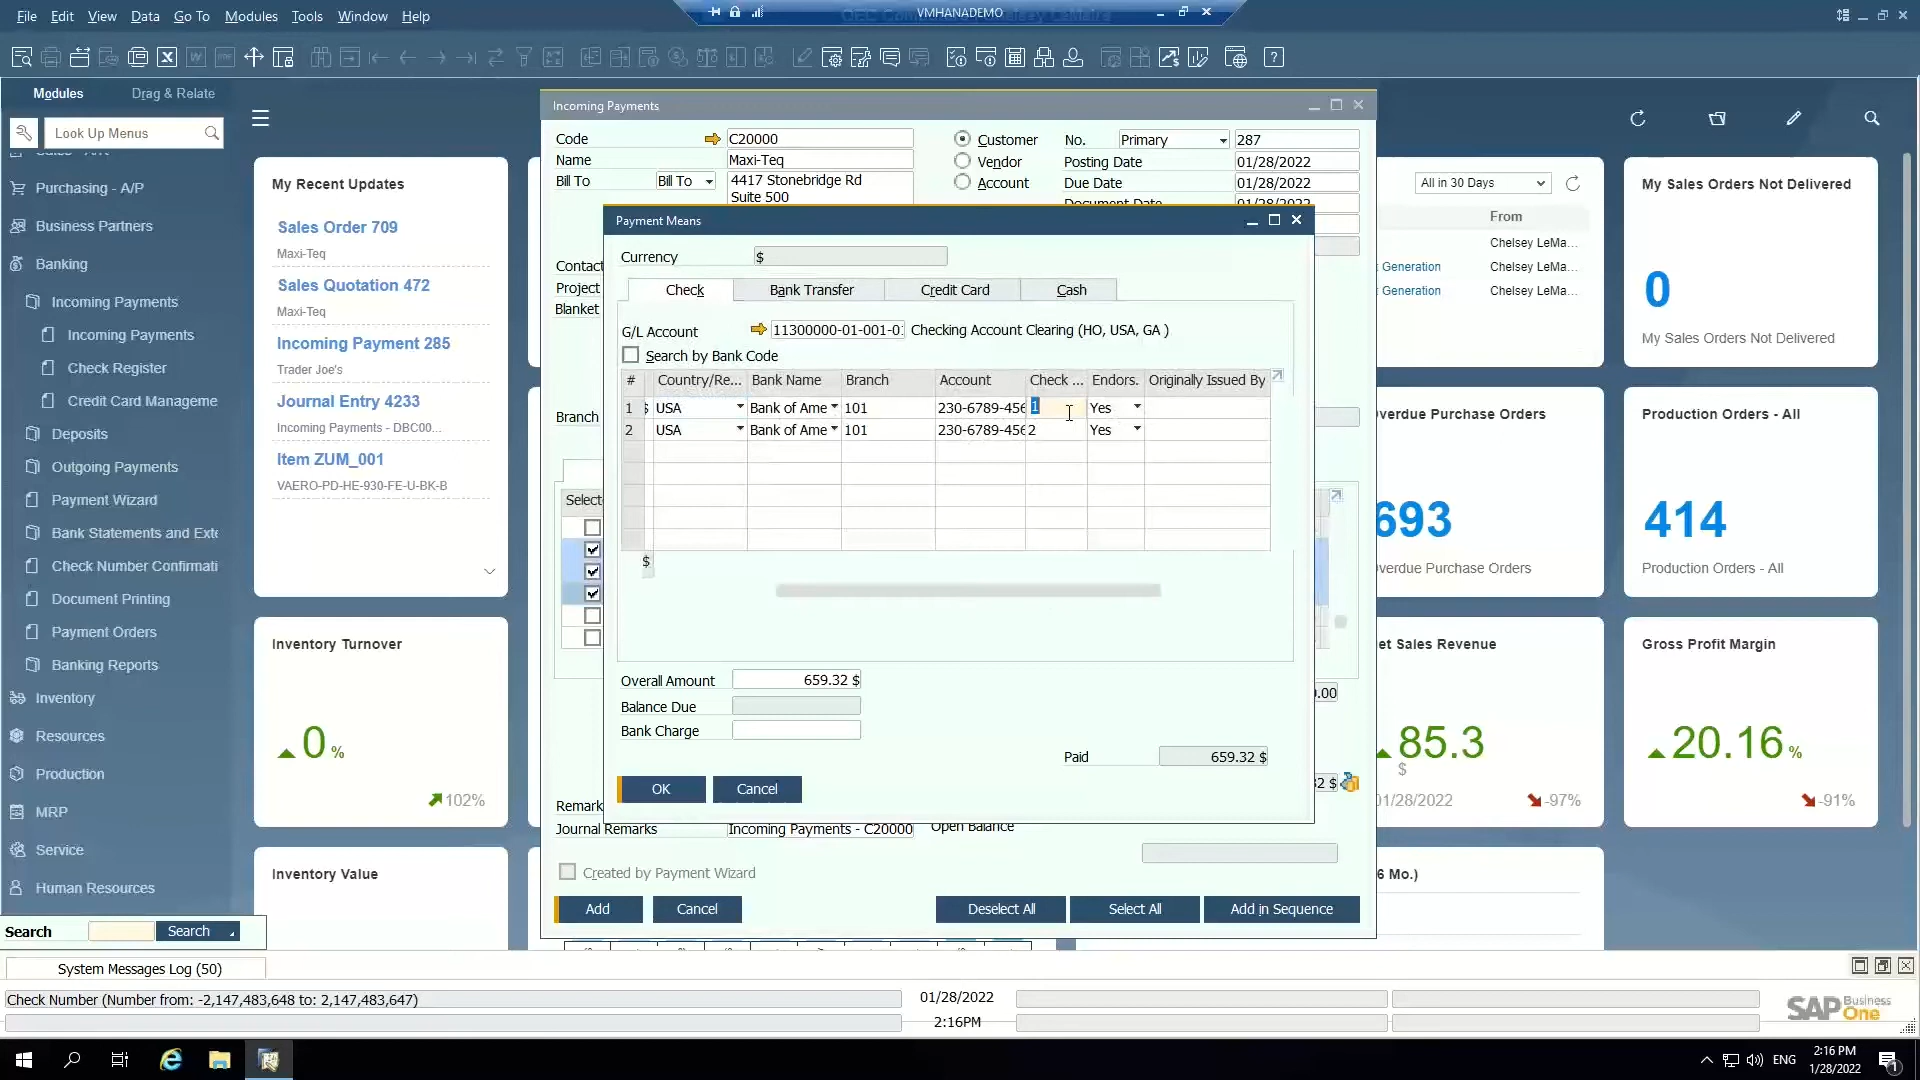 File Edit View Data Go To Modules Tools Window Help
VMHANADEMO
Modules
Drag & Relate
Look Up Menus
Purchasing - A/P
Business Partners
Banking
Incoming Payments
Incoming Payments
Check Register
Credit Card Manageme
Deposits
Outgoing Payments
Payment Wizard
Bank Statements and Exte
Check Number Confirmati
Document Printing
Payment Orders
Banking Reports
Inventory
Resources
Production
MRP
Service
Human Resources
Search
Search
My Recent Updates
Sales Order 709
Maxi-Teq
Sales Quotation 472
Maxi-Teq
Incoming Payment 285
Trader Joe's
Journal Entry 4233
Incoming Payments - DBC00...
Item ZUM_001
VAERO-PD-HE-930-FE-U-BK-B
Inventory Turnover
0 %
102%
Inventory Value
Incoming Payments
Code C20000
Name Maxi-Teq
Bill To Bill To 4417 Stonebridge Rd
Suite 500
Customer
Vendor
Account
No. Primary 287
Posting Date 01/28/2022
Due Date 01/28/2022
Contact
Project
Blanket
Branch
Selecte
Payment Means
Currency $
Check Bank Transfer Credit Card Cash
G/L Account 11300000-01-001-01 Checking Account Clearing (HO, USA, GA )
Search by Bank Code
# Country/Re... Bank Name Branch Account Check ... Endors. Originally Issued By
1 $ USA Bank of Ame 101 230-6789-456 1 Yes
2 USA Bank of Ame 101 230-6789-456 2 Yes
$
Overall Amount 659.32 $
Balance Due
Bank Charge
Paid 659.32 $
OK Cancel
Remark
Journal Remarks Incoming Payments - C20000
Open Balance
.00
32 $
Created by Payment Wizard
Add Cancel Deselect All Select All Add in Sequence
All in 30 Days
From
Chelsey LeMa...
Generation Chelsey LeMa...
Generation Chelsey LeMa...
My Sales Orders Not Delivered
0
My Sales Orders Not Delivered
verdue Purchase Orders
693
verdue Purchase Orders
Production Orders - All
414
Production Orders - All
et Sales Revenue
85.3
$
01/28/2022 -97%
Gross Profit Margin
20.16 %
-91%
6 Mo.)
System Messages Log (50)
Check Number (Number from: -2,147,483,648 to: 2,147,483,647)
01/28/2022
2:16PM
SAP Business One
ENG
2:16 PM
1/28/2022
1